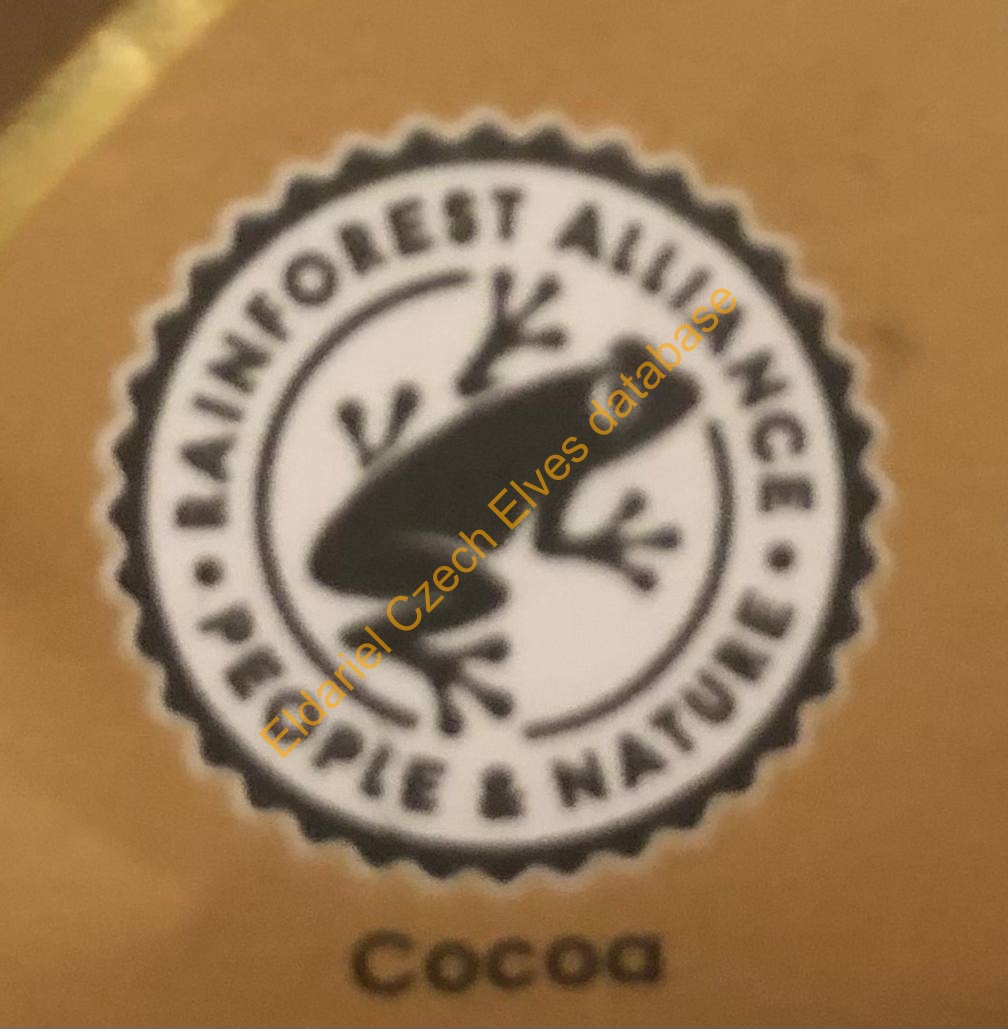 RAINFOREST ALLIANCE
• PEOPLE & NATURE •
Eldariel Czech Elves database
Cocoa